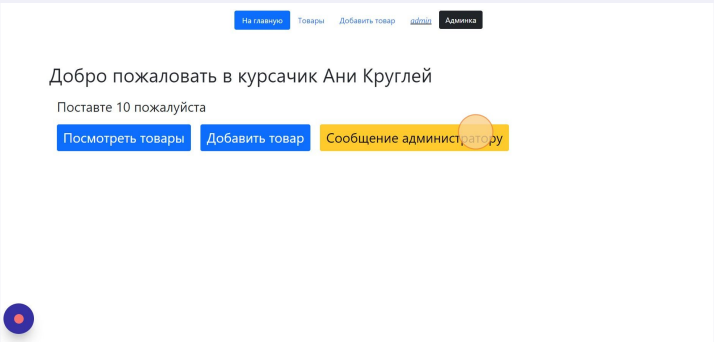 На главную Товары Добавить товар admin Админка
Добро пожаловать в курсачик Ани Круглей
Поставте 10 пожалуйста
Посмотреть товары Добавить товар Сообщение администратору